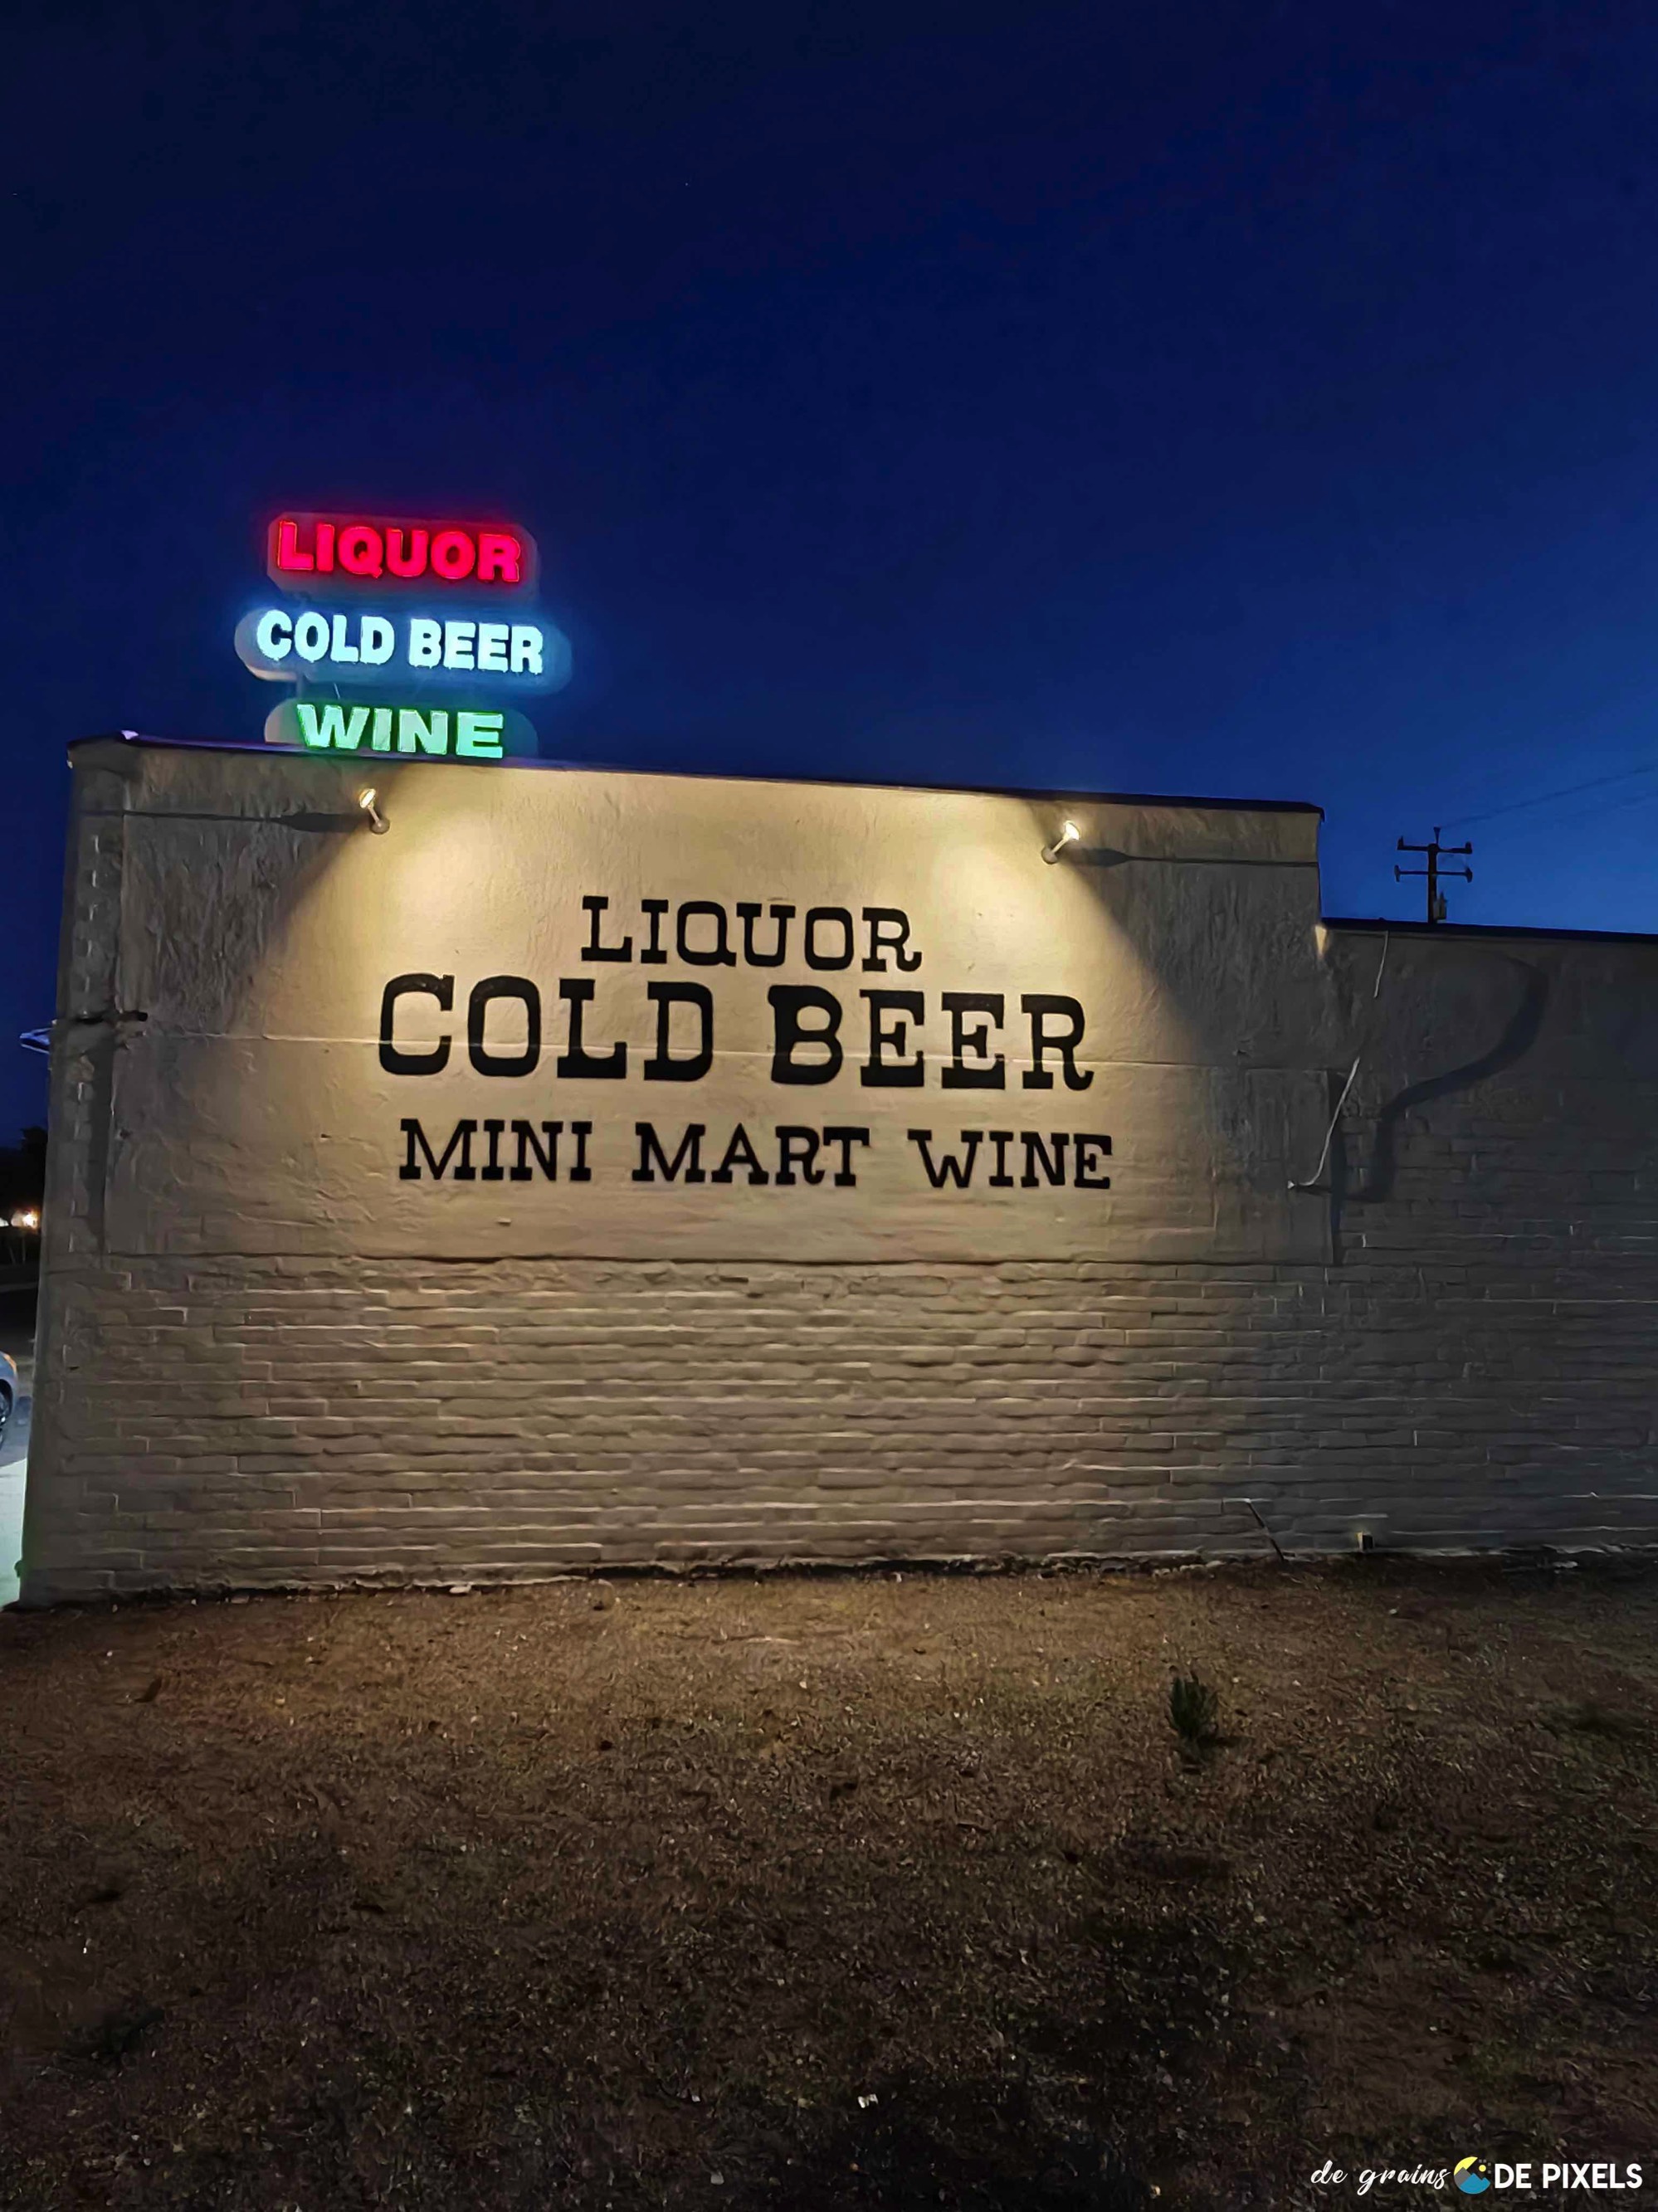 LIQUOR
COLD BEER
WINE
LIQUOR
COLD BEER
MINI MART WINE
de grains DE PIXELS